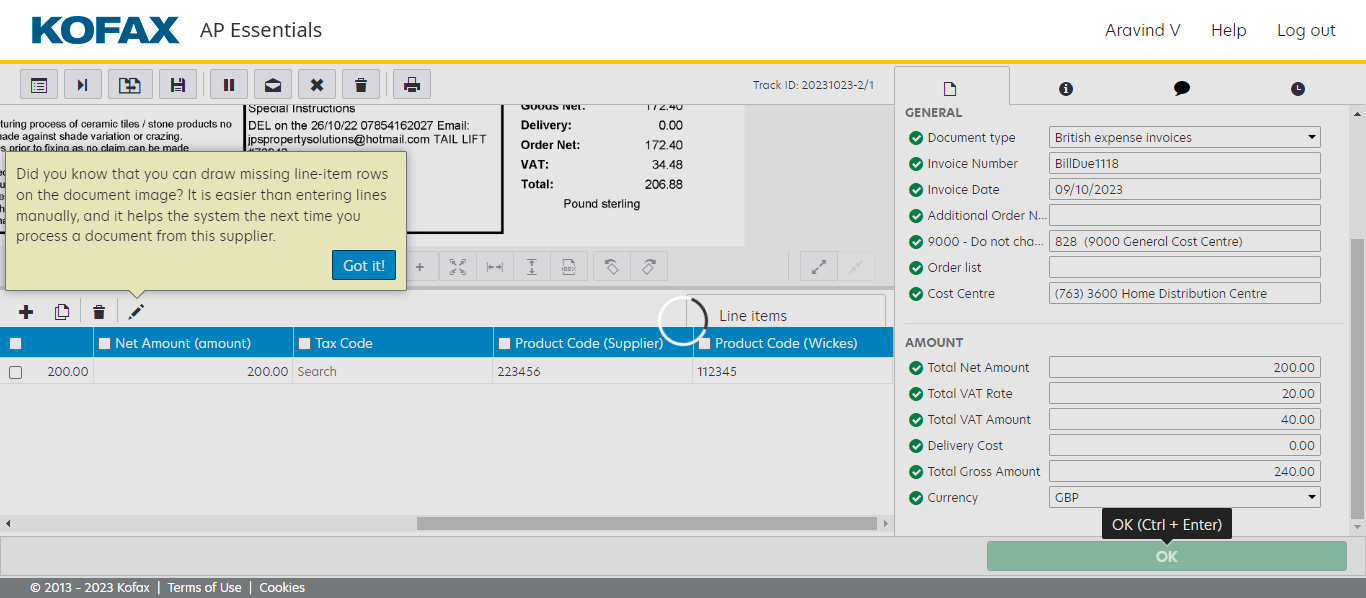 KOFAX AP Essentials
Aravind V Help Log out
Track ID: 20231023-2/1
turing process of ceramic tiles / stone products no
made against shade variation or crazing.
s prior to fixing as no claim can be made
Special Instructions
DEL on the 26/10/22 07854162027 Email:
jpspropertysolutions@hotmail.com TAIL LIFT
Goods Net: 172.40
Delivery: 0.00
Order Net: 172.40
VAT: 34.48
Total: 206.88
Pound sterling
Did you know that you can draw missing line-item rows
on the document image? It is easier than entering lines
manually, and it helps the system the next time you
process a document from this supplier.
Got it!
Line items
Net Amount (amount) Tax Code Product Code (Supplier) Product Code (Wickes)
200.00 200.00 Search 223456 112345
GENERAL
Document type British expense invoices
Invoice Number BillDue1118
Invoice Date 09/10/2023
Additional Order N...
9000 - Do not cha... 828 (9000 General Cost Centre)
Order list
Cost Centre (763) 3600 Home Distribution Centre
AMOUNT
Total Net Amount 200.00
Total VAT Rate 20.00
Total VAT Amount 40.00
Delivery Cost 0.00
Total Gross Amount 240.00
Currency GBP
OK (Ctrl + Enter)
OK
© 2013 - 2023 Kofax | Terms of Use | Cookies